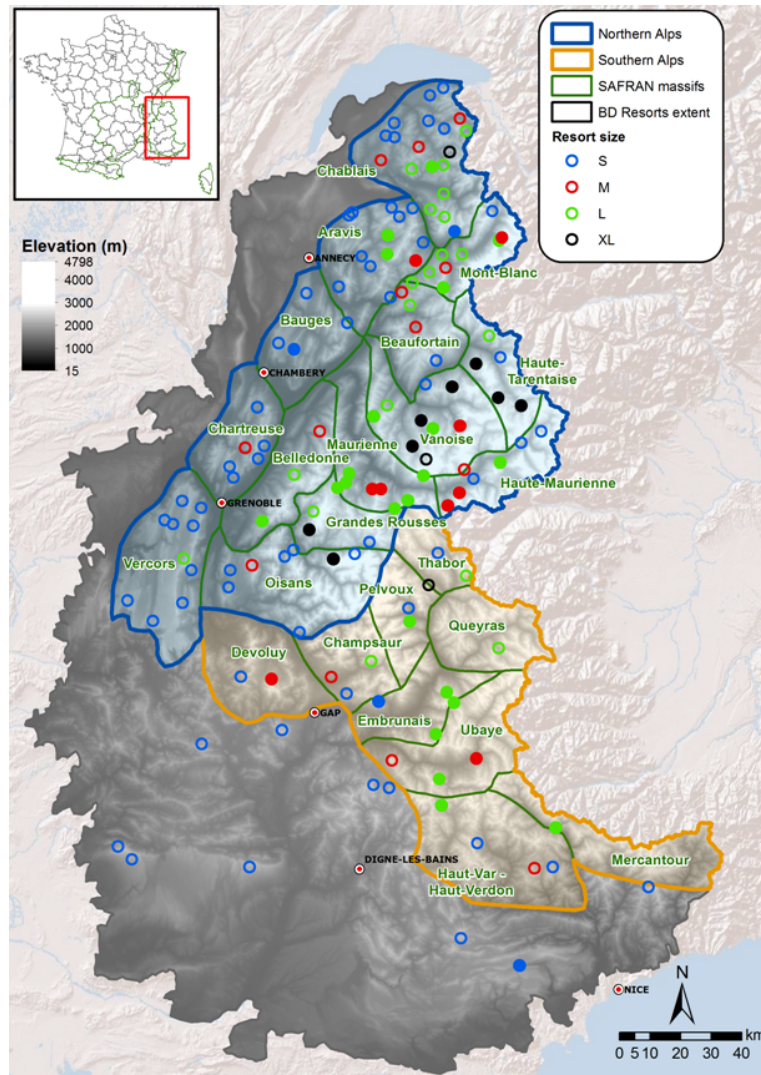 Northern Alps
Southern Alps
SAFRAN massifs
BD Resorts extent
Resort size
S
M
L
XL
Elevation (m)
4798
4000
3000
2000
1000
15
Chablais
Aravis
ANNECY
Mont-Blanc
Bauges
Beaufortain
Haute-
Tarentaise
CHAMBERY
Chartreuse
Maurienne
Vanoise
Belledonne
Haute-Maurienne
GRENOBLE
Grandes Rousses
Vercors
Oisans
Thabor
Pelvoux
Queyras
Champsaur
Devoluy
GAP
Embrunais
Ubaye
DIGNE-LES-BAINS
Mercantour
Haut-Var -
Haut-Verdon
N
NICE
km
0 5 10 20 30 40